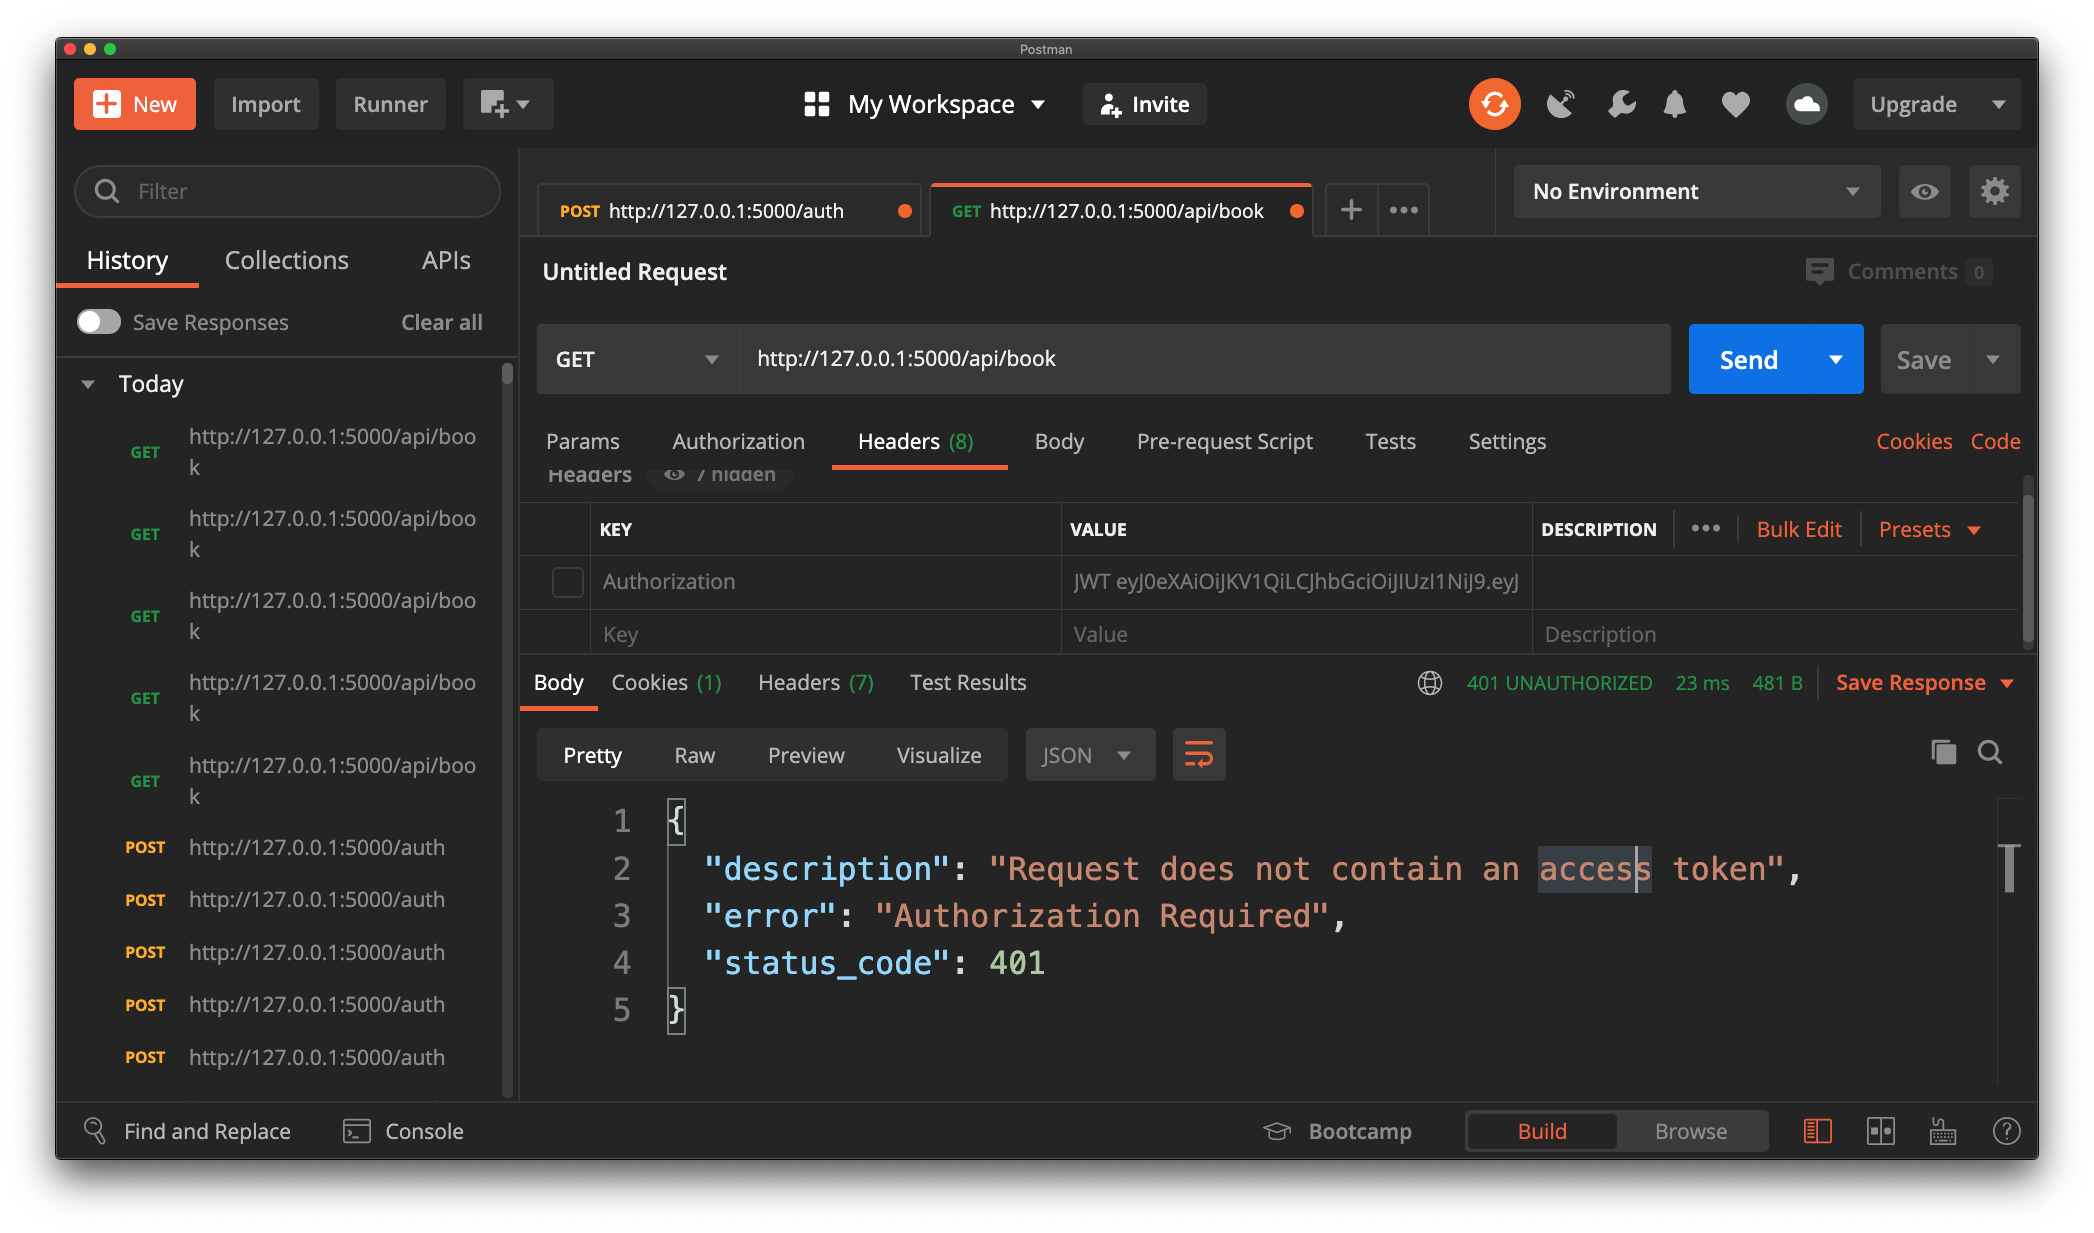 Postman
New Import Runner My Workspace Invite Upgrade
Filter
POST http://127.0.0.1:5000/auth GET http://127.0.0.1:5000/api/book No Environment
History Collections APIs
Untitled Request Comments 0
Save Responses Clear all
GET http://127.0.0.1:5000/api/book Send Save
Today
GET http://127.0.0.1:5000/api/boo
k
GET http://127.0.0.1:5000/api/boo
k
GET http://127.0.0.1:5000/api/boo
k
GET http://127.0.0.1:5000/api/boo
k
GET http://127.0.0.1:5000/api/boo
k
POST http://127.0.0.1:5000/auth
POST http://127.0.0.1:5000/auth
POST http://127.0.0.1:5000/auth
POST http://127.0.0.1:5000/auth
POST http://127.0.0.1:5000/auth
Params Authorization Headers (8) Body Pre-request Script Tests Settings Cookies Code
Headers 7 hidden
KEY VALUE DESCRIPTION Bulk Edit Presets
Authorization JWT eyJ0eXAiOiJKV1QiLCJhbGciOiJIUzI1NiJ9.eyJ
Key Value Description
Body Cookies (1) Headers (7) Test Results 401 UNAUTHORIZED 23 ms 481 B Save Response
Pretty Raw Preview Visualize JSON
1 {
2 "description": "Request does not contain an access token",
3 "error": "Authorization Required",
4 "status_code": 401
5 }
Find and Replace Console Bootcamp Build Browse